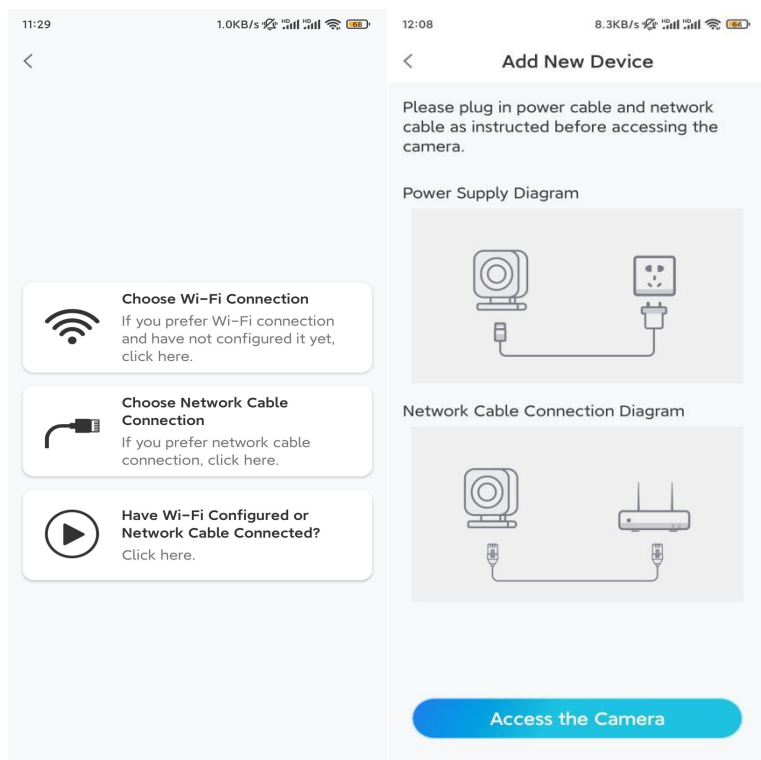 11:29
1.0KB/s HD HD 68
Choose Wi-Fi Connection
If you prefer Wi-Fi connection
and have not configured it yet,
click here.
Choose Network Cable
Connection
If you prefer network cable
connection, click here.
Have Wi-Fi Configured or
Network Cable Connected?
Click here.
12:08
8.3KB/s HD HD 64
Add New Device
Please plug in power cable and network
cable as instructed before accessing the
camera.
Power Supply Diagram
Network Cable Connection Diagram
Access the Camera